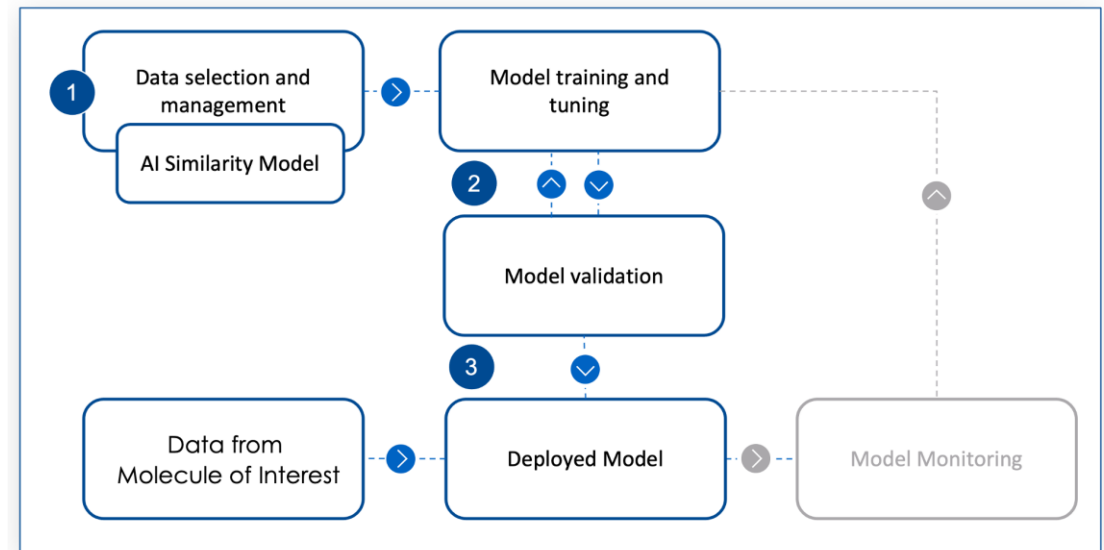 1
Data selection and
management
AI Similarity Model
Model training and
tuning
2
Model validation
3
Data from
Molecule of Interest
Deployed Model
Model Monitoring